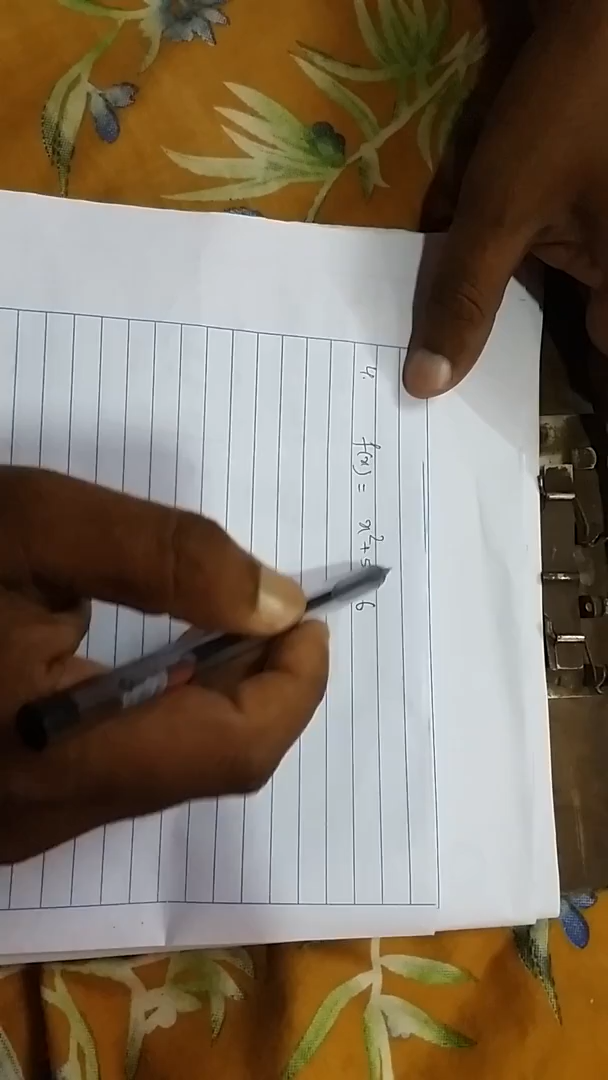 4. f(x) = x²+5 6